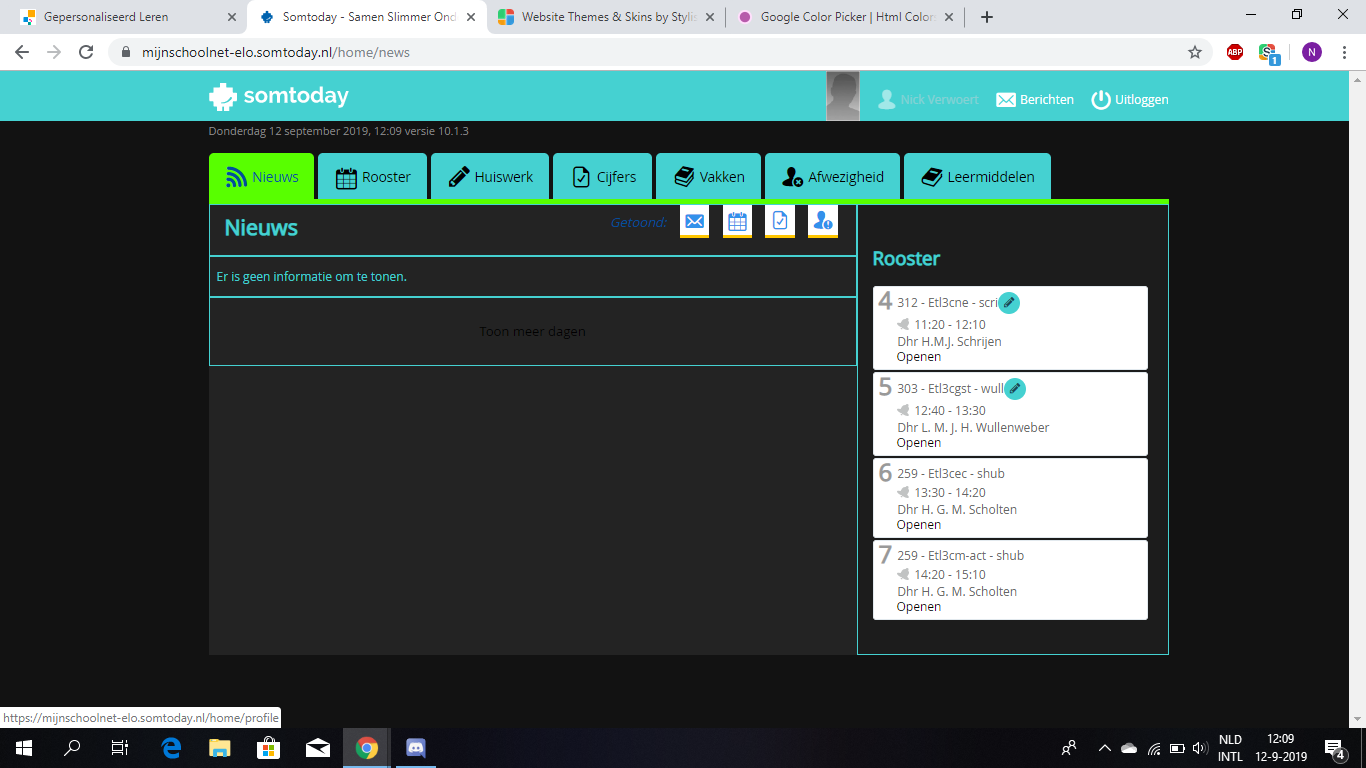 Gepersonaliseerd Leren
Somtoday - Samen Slimmer Ond
Website Themes & Skins by Stylis
Google Color Picker | Html Color
mijnschoolnet-elo.somtoday.nl/home/news
ABP
S
1
N
somtoday
Nick Verwoert
Berichten
Uitloggen
Donderdag 12 september 2019, 12:09 versie 10.1.3
Nieuws
Rooster
Huiswerk
Cijfers
Vakken
Afwezigheid
Leermiddelen
Nieuws
Getoond:
Er is geen informatie om te tonen.
Toon meer dagen
Rooster
4 312 - Etl3cne - scri
11:20 - 12:10
Dhr H.M.J. Schrijen
Openen
5 303 - Etl3cgst - wull
12:40 - 13:30
Dhr L. M. J. H. Wullenweber
Openen
6 259 - Etl3cec - shub
13:30 - 14:20
Dhr H. G. M. Scholten
Openen
7 259 - Etl3cm-act - shub
14:20 - 15:10
Dhr H. G. M. Scholten
Openen
https://mijnschoolnet-elo.somtoday.nl/home/profile
NLD
INTL
12:09
12-9-2019
4